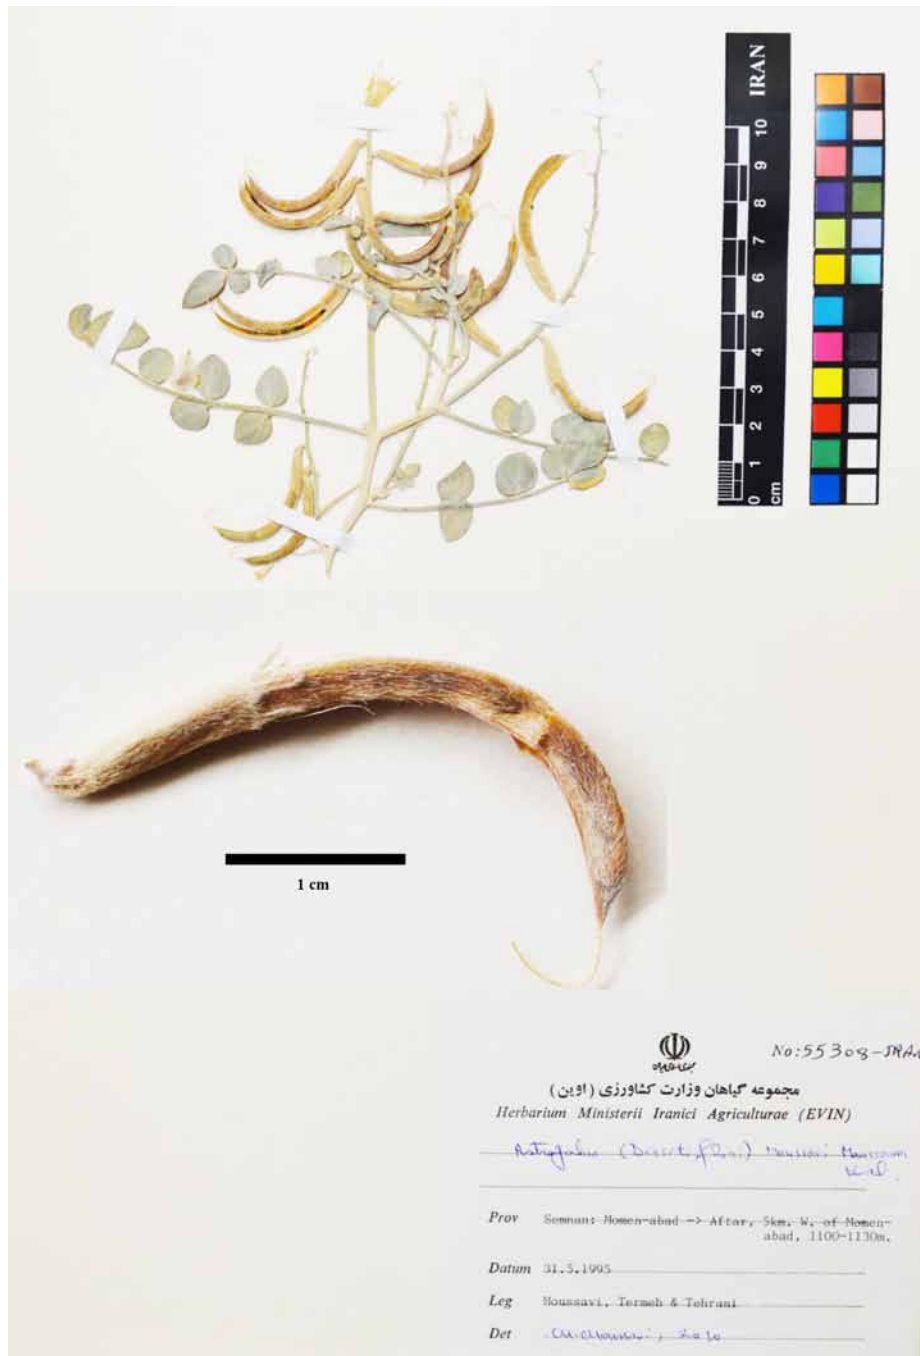 IRAN
10
9
8
7
6
5
4
3
2
1
0
cm
1 cm
No:55308-IRAN
مجموعه گیاهان وزارت کشاورزی (اوین)
Herbarium Ministerii Iranici Agriculturae (EVIN)
Astragalus
Prov Semnan: Momen-abad -> Aftar, 5km. W. of Momen-
abad, 1100-1130m.
Datum 31.5.1995
Leg Moussavi, Termeh & Tehrani
Det